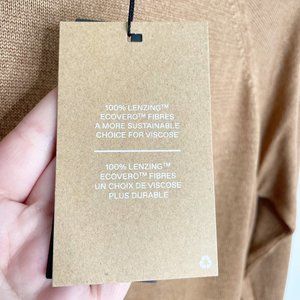 100% LENZING™
ECOVERO™ FIBRES
A MORE SUSTAINABLE
CHOICE FOR VISCOSE
100% LENZING™
ECOVERO™ FIBRES
UN CHOIX DE VISCOSE
PLUS DURABLE